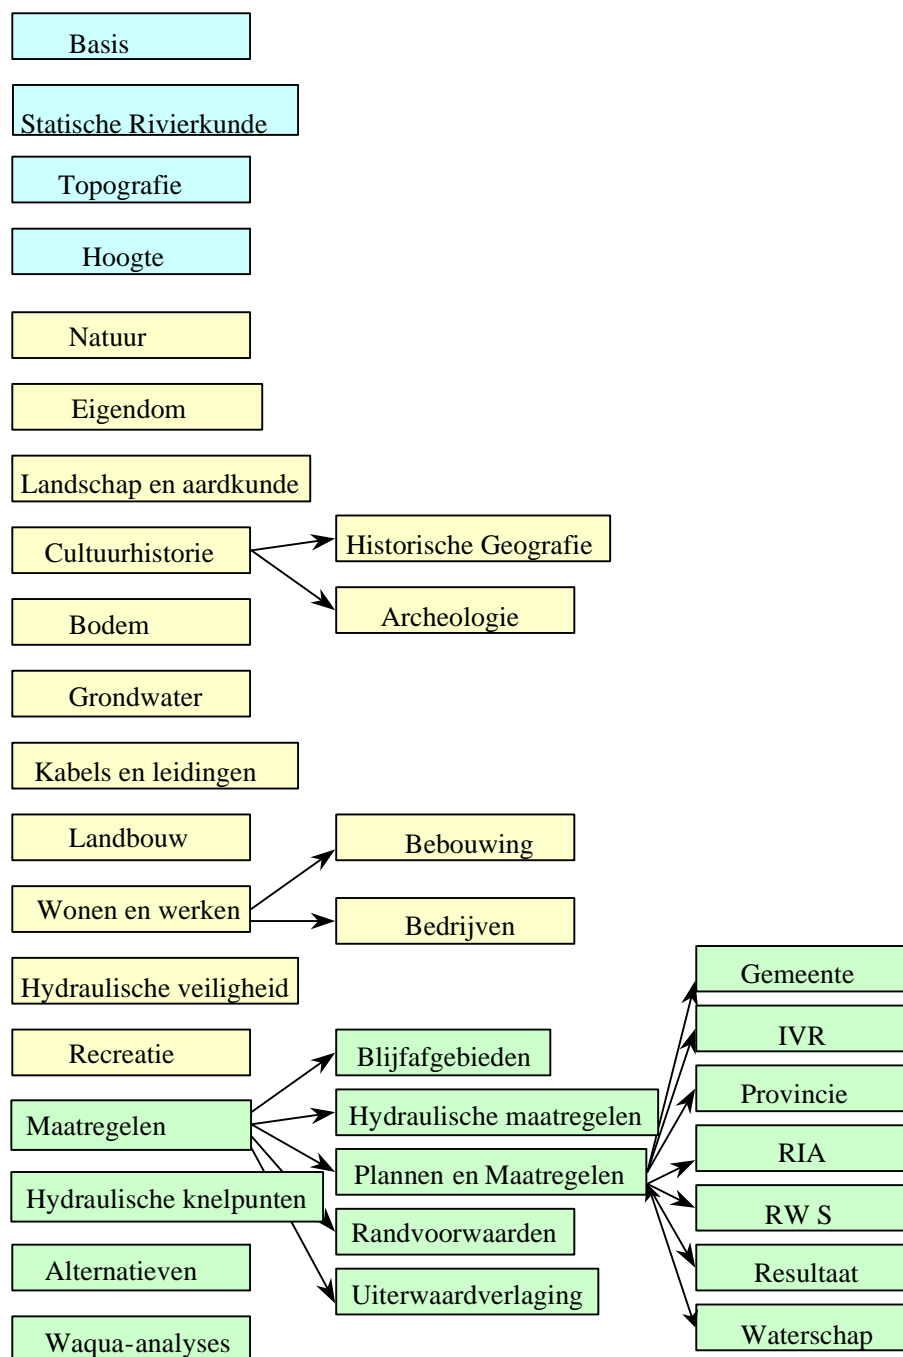 Basis
Statische Rivierkunde
Topografie
Hoogte
Natuur
Eigendom
Landschap en aardkunde
Cultuurhistorie
Historische Geografie
Archeologie
Bodem
Grondwater
Kabels en leidingen
Landbouw
Bebouwing
Wonen en werken
Bedrijven
Hydraulische veiligheid
Gemeente
Recreatie
Blijfafgebieden
IVR
Maatregelen
Hydraulische maatregelen
Provincie
Plannen en Maatregelen
RIA
Hydraulische knelpunten
Randvoorwaarden
RW S
Alternatieven
Uiterwaardverlaging
Resultaat
Waqua-analyses
Waterschap